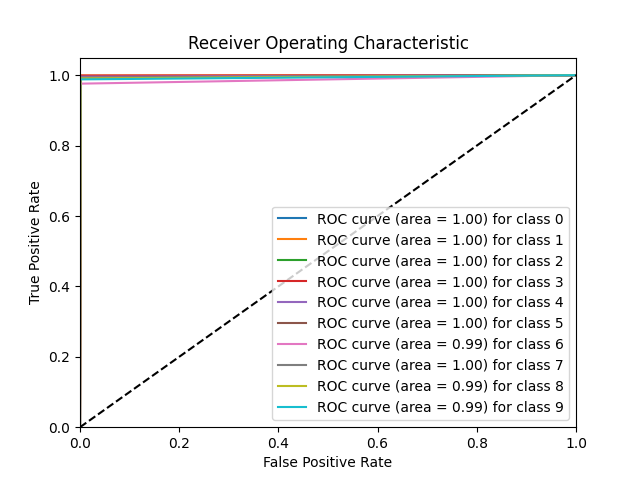 Receiver Operating Characteristic
True Positive Rate
1.0
0.8
0.6
0.4
0.2
0.0
ROC curve (area = 1.00) for class 0
ROC curve (area = 1.00) for class 1
ROC curve (area = 1.00) for class 2
ROC curve (area = 1.00) for class 3
ROC curve (area = 1.00) for class 4
ROC curve (area = 1.00) for class 5
ROC curve (area = 0.99) for class 6
ROC curve (area = 1.00) for class 7
ROC curve (area = 0.99) for class 8
ROC curve (area = 0.99) for class 9
0.0 0.2 0.4 0.6 0.8 1.0
False Positive Rate